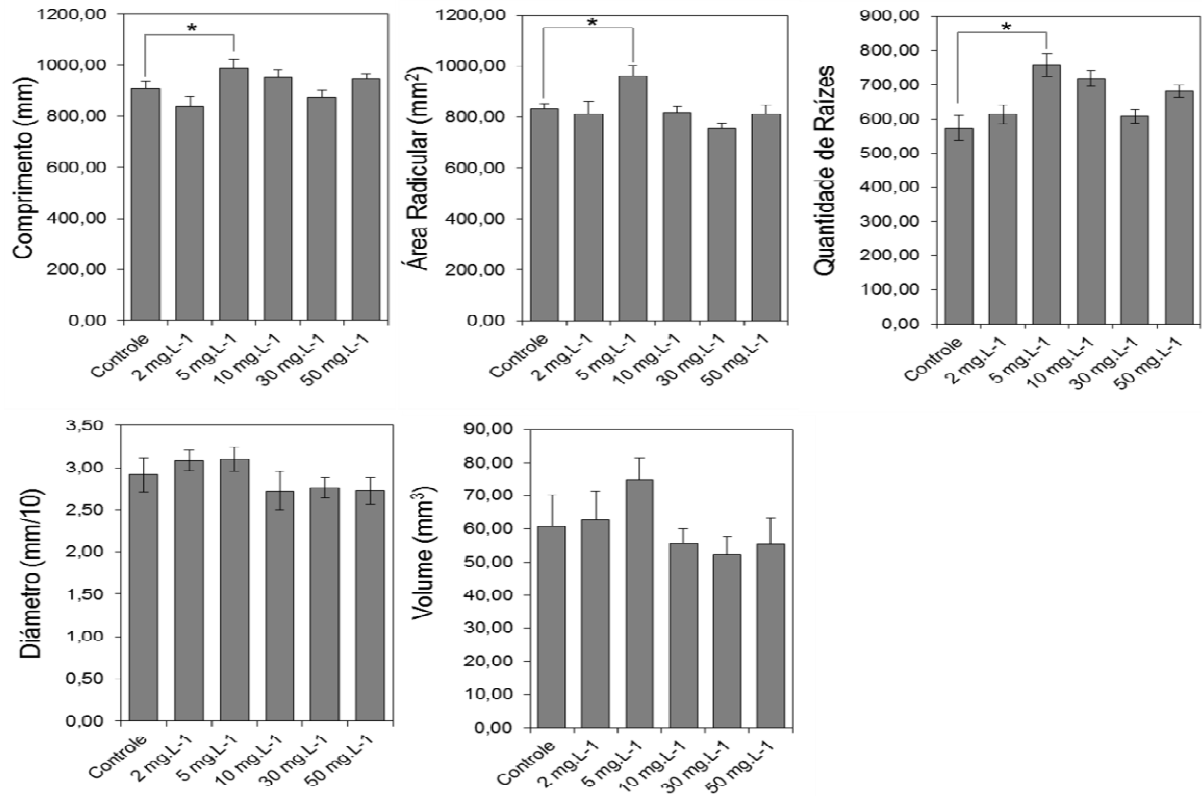 Comprimento (mm)
1200,00
1000,00
800,00
600,00
400,00
200,00
0,00
*
Controle
2 mg.L-1
5 mg.L-1
10 mg.L-1
30 mg.L-1
50 mg.L-1
Área Radicular (mm²)
1200,00
1000,00
800,00
600,00
400,00
200,00
0,00
*
Controle
2 mg.L-1
5 mg.L-1
10 mg.L-1
30 mg.L-1
50 mg.L-1
Quantidade de Raízes
900,00
800,00
700,00
600,00
500,00
400,00
300,00
200,00
100,00
0,00
*
Controle
2 mg.L-1
5 mg.L-1
10 mg.L-1
30 mg.L-1
50 mg.L-1
Diámetro (mm/10)
3,50
3,00
2,50
2,00
1,50
1,00
0,50
0,00
Controle
2 mg.L-1
5 mg.L-1
10 mg.L-1
30 mg.L-1
50 mg.L-1
Volume (mm³)
90,00
80,00
70,00
60,00
50,00
40,00
30,00
20,00
10,00
0,00
Controle
2 mg.L-1
5 mg.L-1
10 mg.L-1
30 mg.L-1
50 mg.L-1